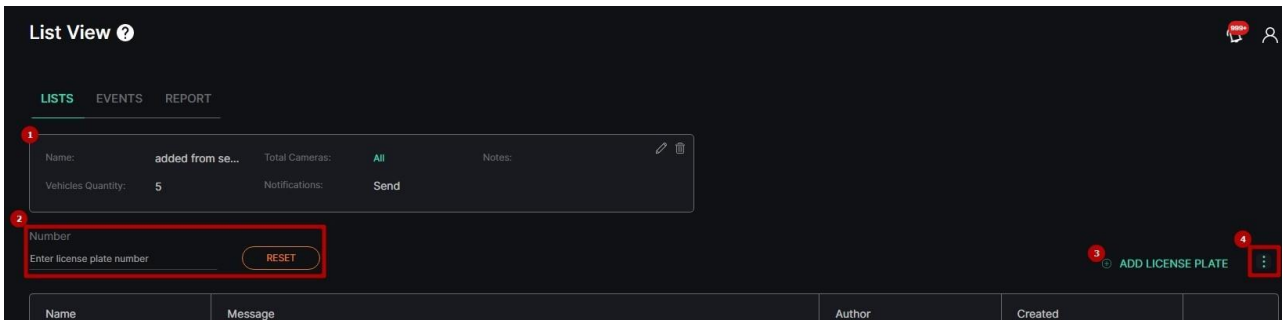 List View ?
999+
LISTS EVENTS REPORT
1
Name: added from se... Total Cameras: All Notes:
Vehicles Quantity: 5 Notifications: Send
2
Number
Enter license plate number RESET
3 ADD LICENSE PLATE 4
Name Message Author Created